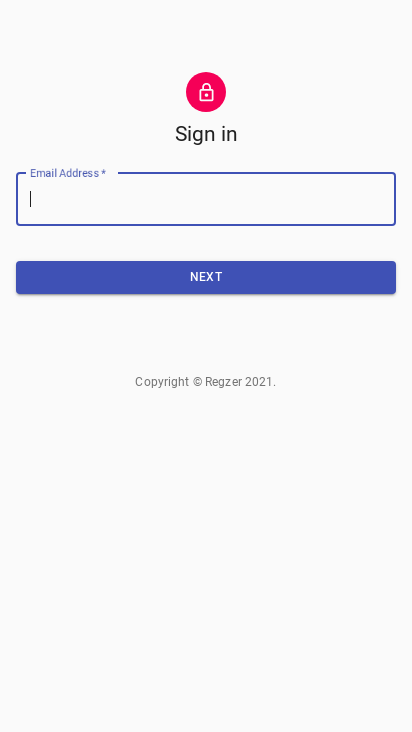 Sign in
Email Address *
NEXT
Copyright © Regzer 2021.